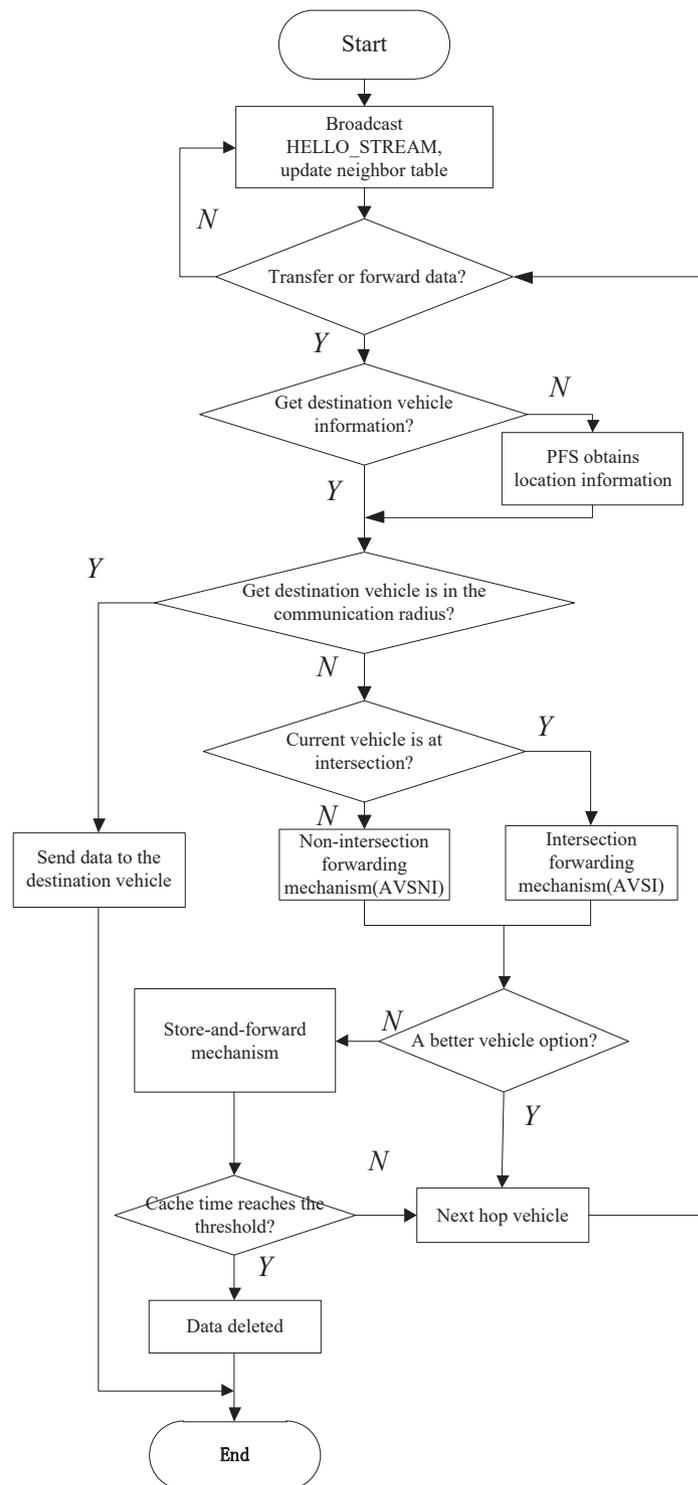 Start
Broadcast
HELLO_STREAM,
update neighbor table
N
Transfer or forward data?
Y
Get destination vehicle
information?
N
PFS obtains
location information
Y
Y
Get destination vehicle is in the
communication radius?
N
Current vehicle is at
intersection?
Y
N
Send data to the
destination vehicle
Non-intersection
forwarding
mechanism(AVSNI)
Intersection
forwarding
mechanism(AVSI)
Store-and-forward
mechanism
N
A better vehicle option?
Y
N
Cache time reaches the
threshold?
Next hop vehicle
Y
Data deleted
End